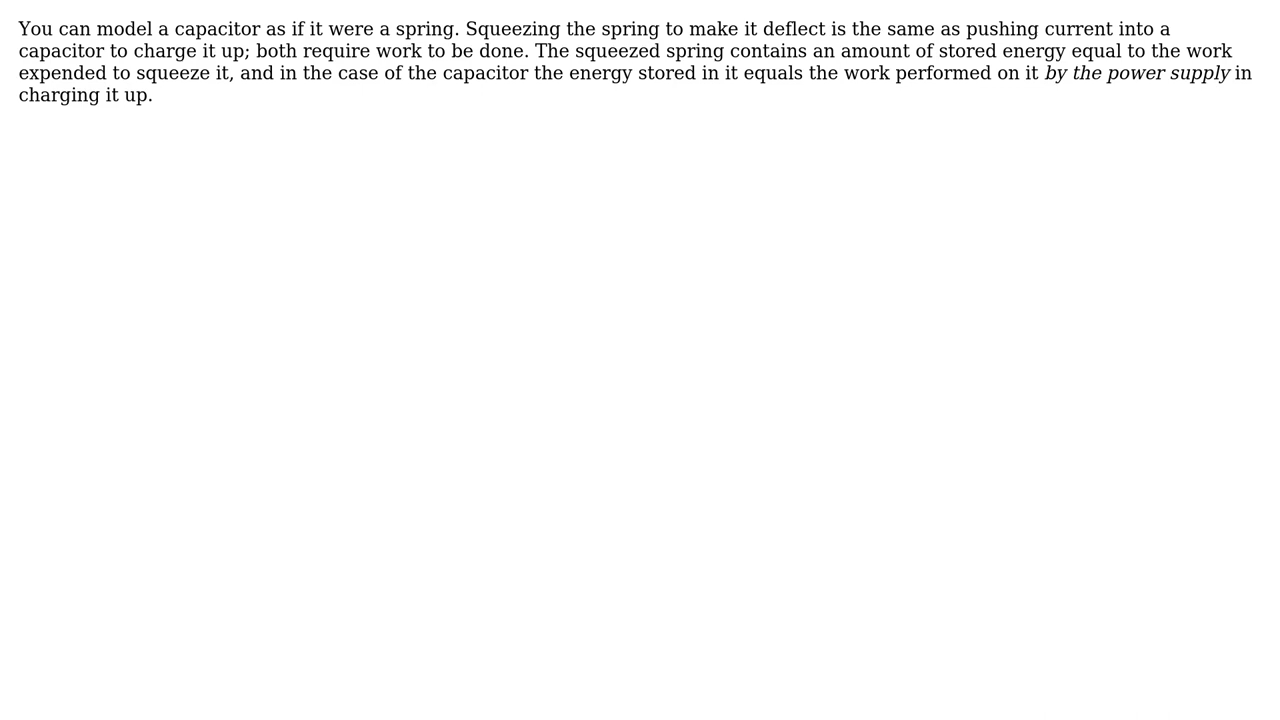 You can model a capacitor as if it were a spring. Squeezing the spring to make it deflect is the same as pushing current into a
capacitor to charge it up; both require work to be done. The squeezed spring contains an amount of stored energy equal to the work
expended to squeeze it, and in the case of the capacitor the energy stored in it equals the work performed on it by the power supply in
charging it up.